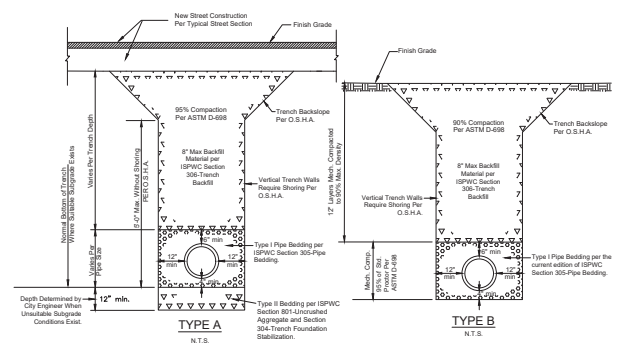 New Street Construction
Per Typical Street Section
Finish Grade
Finish Grade
95% Compaction
Per ASTM D-698
Trench Backslope
Per O.S.H.A.
8" Max Backfill
Material per
ISPWC Section
306-Trench
Backfill
Vertical Trench Walls
Require Shoring Per
O.S.H.A.
Normal Bottom of Trench
Where Suitable Subgrade Exists
Varies Per Trench Depth
5'-0" Max. Without Shoring
PER O.S.H.A.
Varies Per
Pipe Size
6" min
12"
min
12"
min
min
Type I Pipe Bedding per
ISPWC Section 305-Pipe
Bedding.
Depth Determined by
City Engineer When
Unsuitable Subgrade
Conditions Exist.
12" min.
Type II Bedding per ISPWC
Section 801-Uncrushed
Aggregate and Section
304-Trench Foundation
Stabilization.
TYPE A
N.T.S.
90% Compaction
Per ASTM D-698
Trench Backslope
Per O.S.H.A.
8" Max Backfill
Material per
ISPWC Section
306-Trench
Backfill
Vertical Trench Walls
Require Shoring Per
O.S.H.A.
12" Layers Mech. Compacted
to 90% Max. Density
Mech. Comp.
95% of Std.
Proctor Per
ASTM D-698
6" min
12"
min
12"
min
min
Type I Pipe Bedding per the
current edition of ISPWC
Section 305-Pipe Bedding.
TYPE B
N.T.S.